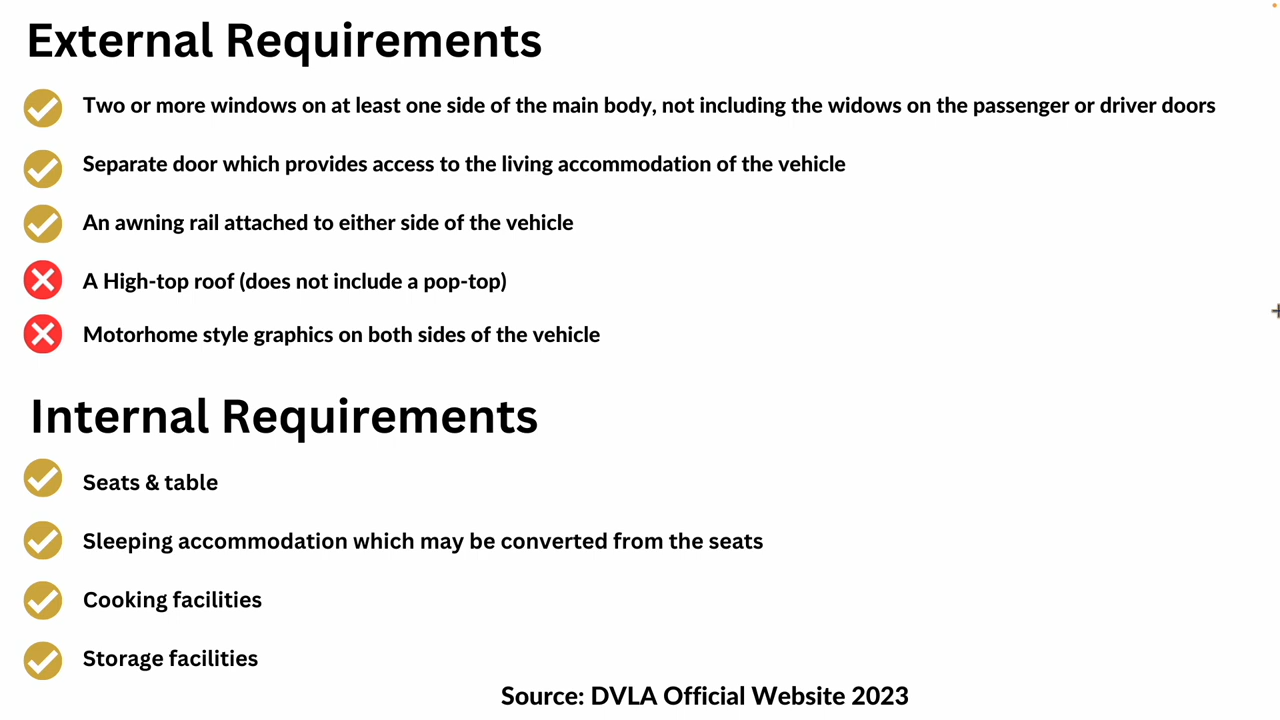 External Requirements
Two or more windows on at least one side of the main body, not including the widows on the passenger or driver doors
Separate door which provides access to the living accommodation of the vehicle
An awning rail attached to either side of the vehicle
A High-top roof (does not include a pop-top)
Motorhome style graphics on both sides of the vehicle
Internal Requirements
Seats & table
Sleeping accommodation which may be converted from the seats
Cooking facilities
Storage facilities
Source: DVLA Official Website 2023